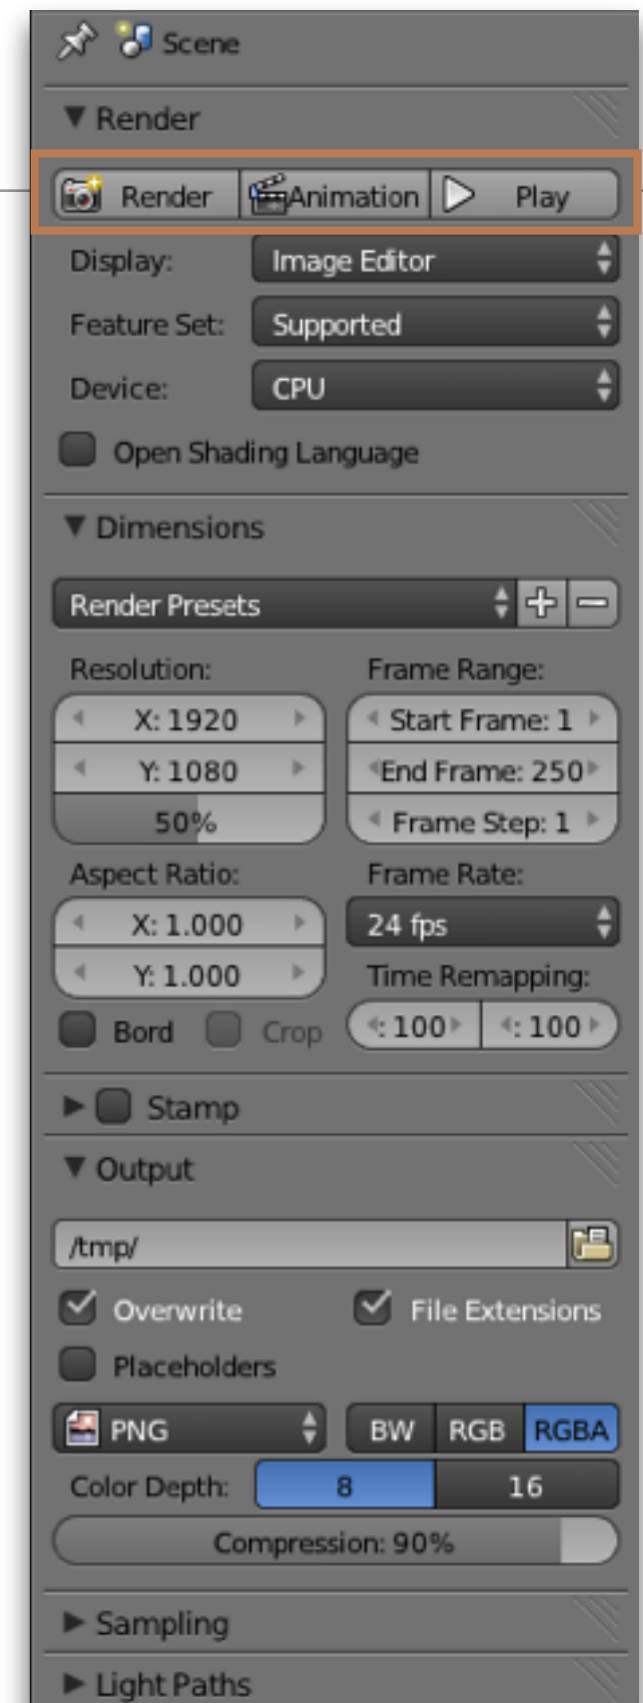 Scene
Render
Render Animation Play
Display: Image Editor
Feature Set: Supported
Device: CPU
Open Shading Language
Dimensions
Render Presets
Resolution: Frame Range:
X: 1920 Start Frame: 1
Y: 1080 End Frame: 250
50% Frame Step: 1
Aspect Ratio: Frame Rate:
X: 1.000 24 fps
Y: 1.000 Time Remapping:
Bord Crop : 100 : 100
Stamp
Output
/tmp/
Overwrite File Extensions
Placeholders
PNG BW RGB RGBA
Color Depth: 8 16
Compression: 90%
Sampling
Light Paths